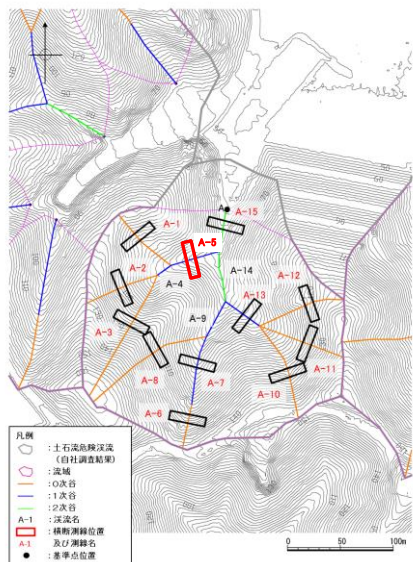 A
A-15
A-1
A-5
A-2
A-14
A-12
A-4
A-13
A-3
A-9
A-8
A-7
A-11
A-10
A-6
凡例
:土石流危険渓流
(自社調査結果)
:流域
:0次谷
:1次谷
:2次谷
A-1 :渓流名
:横断測線位置
A-1 及び測線名
:基準点位置
0 50 100m